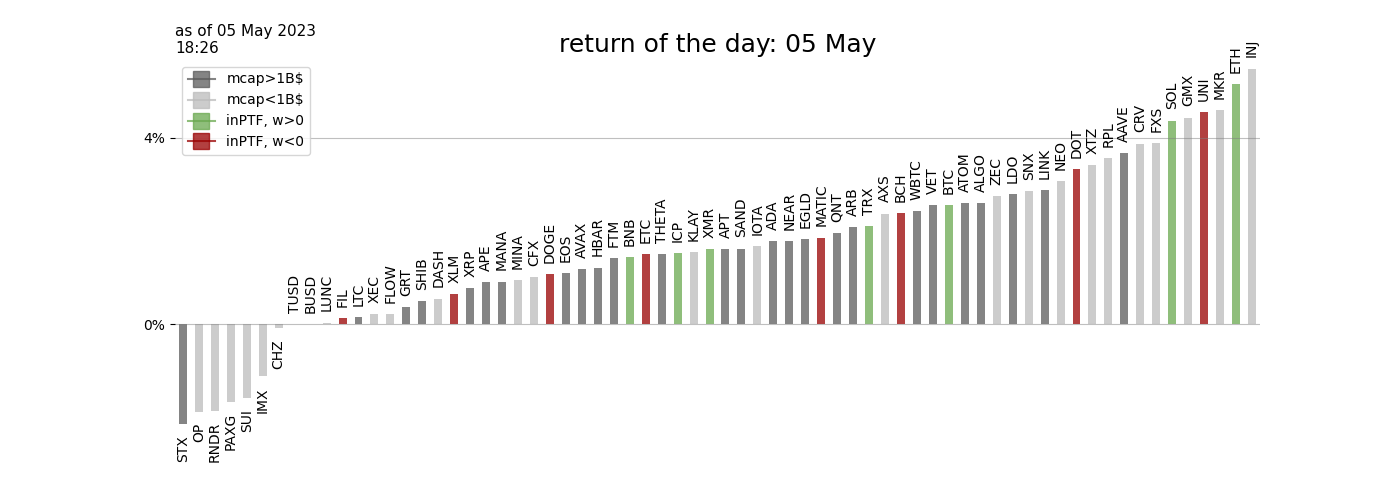 as of 05 May 2023
18:26
return of the day: 05 May
mcap>1B$
mcap<1B$
inPTF, w>0
inPTF, w<0
4%
0%
STX
OP
RNDR
PAXG
SUI
IMX
CHZ
TUSD
BUSD
LUNC
FIL
LTC
XEC
FLOW
GRT
SHIB
DASH
XLM
XRP
APE
MANA
MINA
CFX
DOGE
EOS
AVAX
HBAR
FTM
BNB
ETC
THETA
ICP
KLAY
XMR
APT
SAND
IOTA
ADA
NEAR
EGLD
MATIC
QNT
ARB
TRX
AXS
BCH
WBTC
VET
BTC
ATOM
ALGO
ZEC
LDO
SNX
LINK
NEO
DOT
XTZ
RPL
AAVE
CRV
FXS
SOL
GMX
UNI
MKR
ETH
INJ